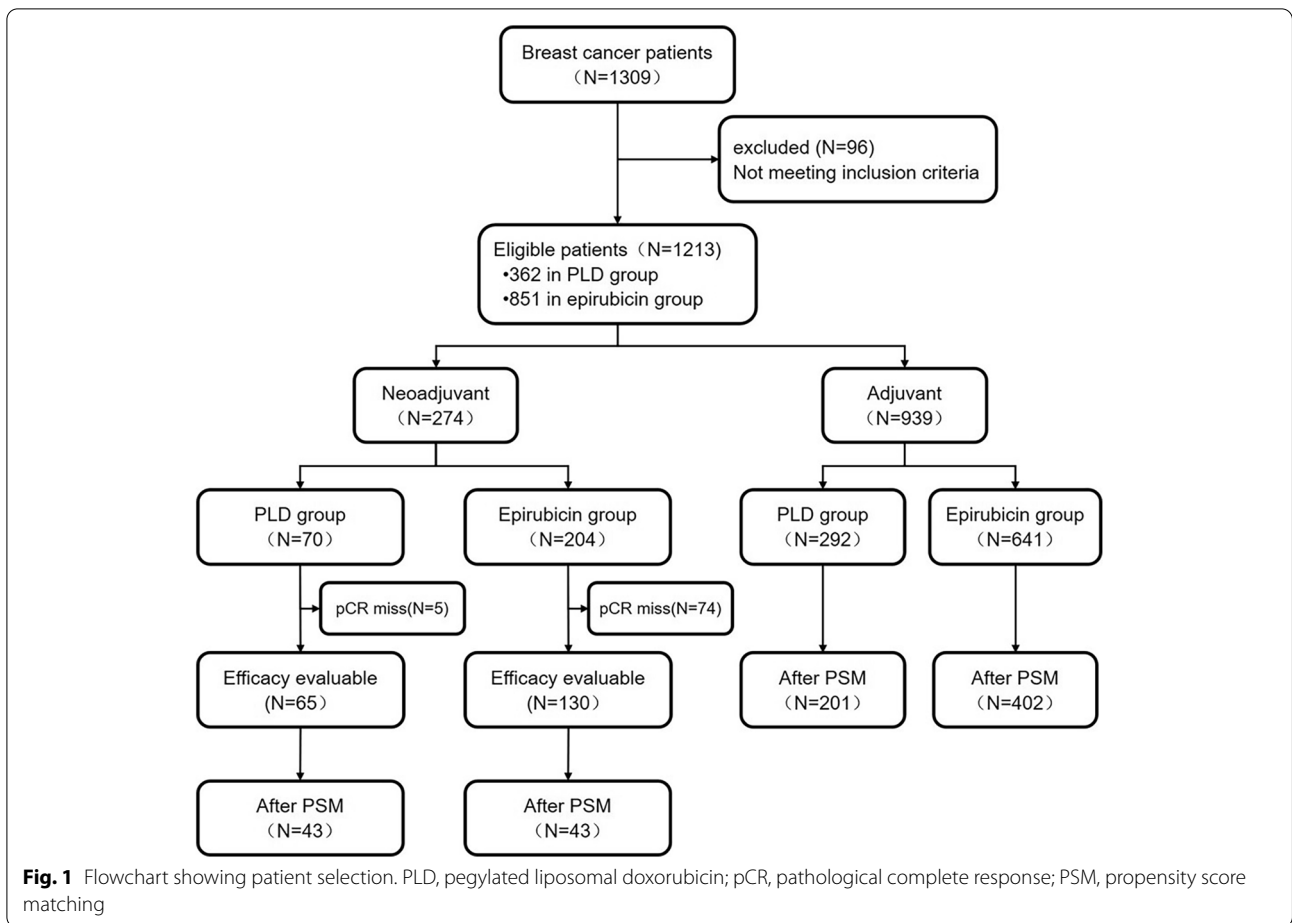 Breast cancer patients
（N=1309）
excluded (N=96)
Not meeting inclusion criteria
Eligible patients（N=1213)
•362 in PLD group
•851 in epirubicin group
Neoadjuvant
（N=274）
Adjuvant
（N=939）
PLD group
（N=70）
Epirubicin group
（N=204）
PLD group
（N=292）
Epirubicin group
（N=641）
pCR miss(N=5)
pCR miss(N=74)
Efficacy evaluable
(N=65）
Efficacy evaluable
(N=130）
After PSM
（N=201）
After PSM
（N=402）
After PSM
（N=43）
After PSM
（N=43）
Fig. 1 Flowchart showing patient selection. PLD, pegylated liposomal doxorubicin; pCR, pathological complete response; PSM, propensity score
matching